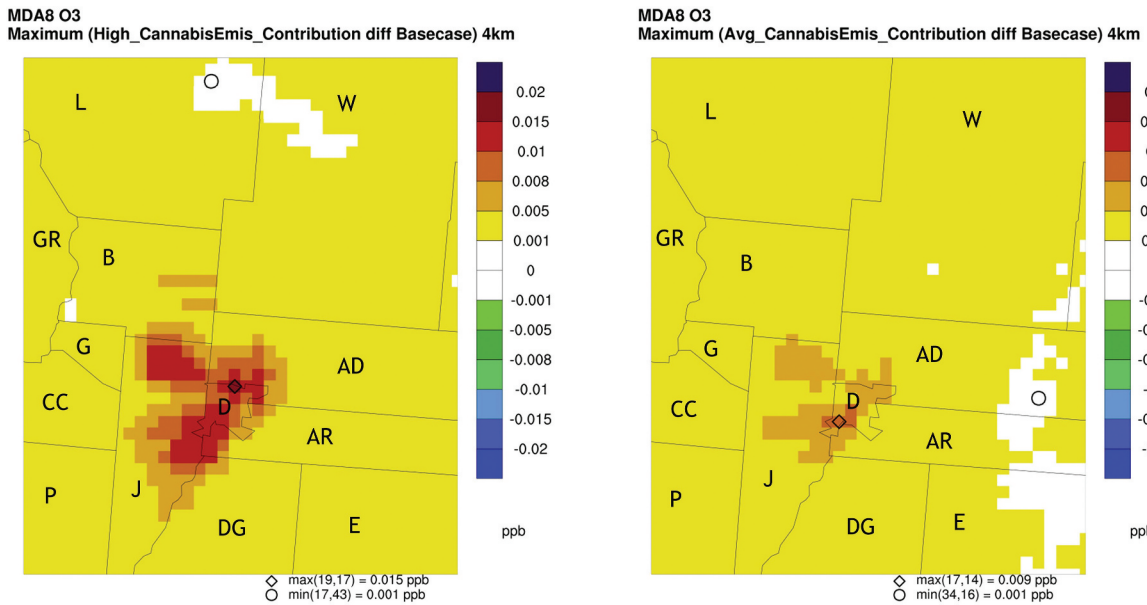 MDA8 O3
Maximum (High_CannabisEmis_Contribution diff Basecase) 4km
L
W
GR
B
G
AD
CC
D
AR
P
J
DG
E
0.02
0.015
0.01
0.008
0.005
0.001
0
-0.001
-0.005
-0.008
-0.01
-0.015
-0.02
ppb
max(19,17) = 0.015 ppb
min(17,43) = 0.001 ppb
MDA8 O3
Maximum (Avg_CannabisEmis_Contribution diff Basecase) 4km
L
W
GR
B
G
AD
CC
D
AR
P
J
DG
E
max(17,14) = 0.009 ppb
min(34,16) = 0.001 ppb